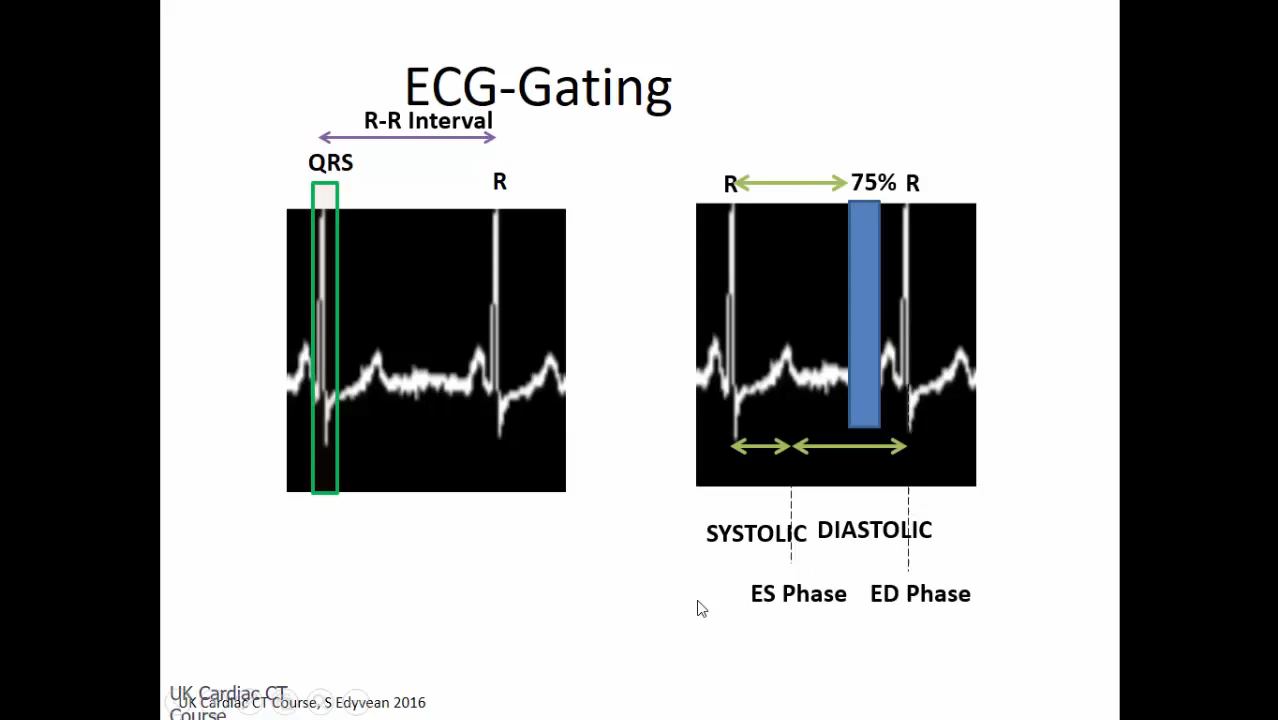 ECG-Gating
R-R Interval
QRS
R
R
75% R
SYSTOLIC
DIASTOLIC
ES Phase
ED Phase
UK Cardiac CT
Course
UK Cardiac CT Course, S Edyvean 2016